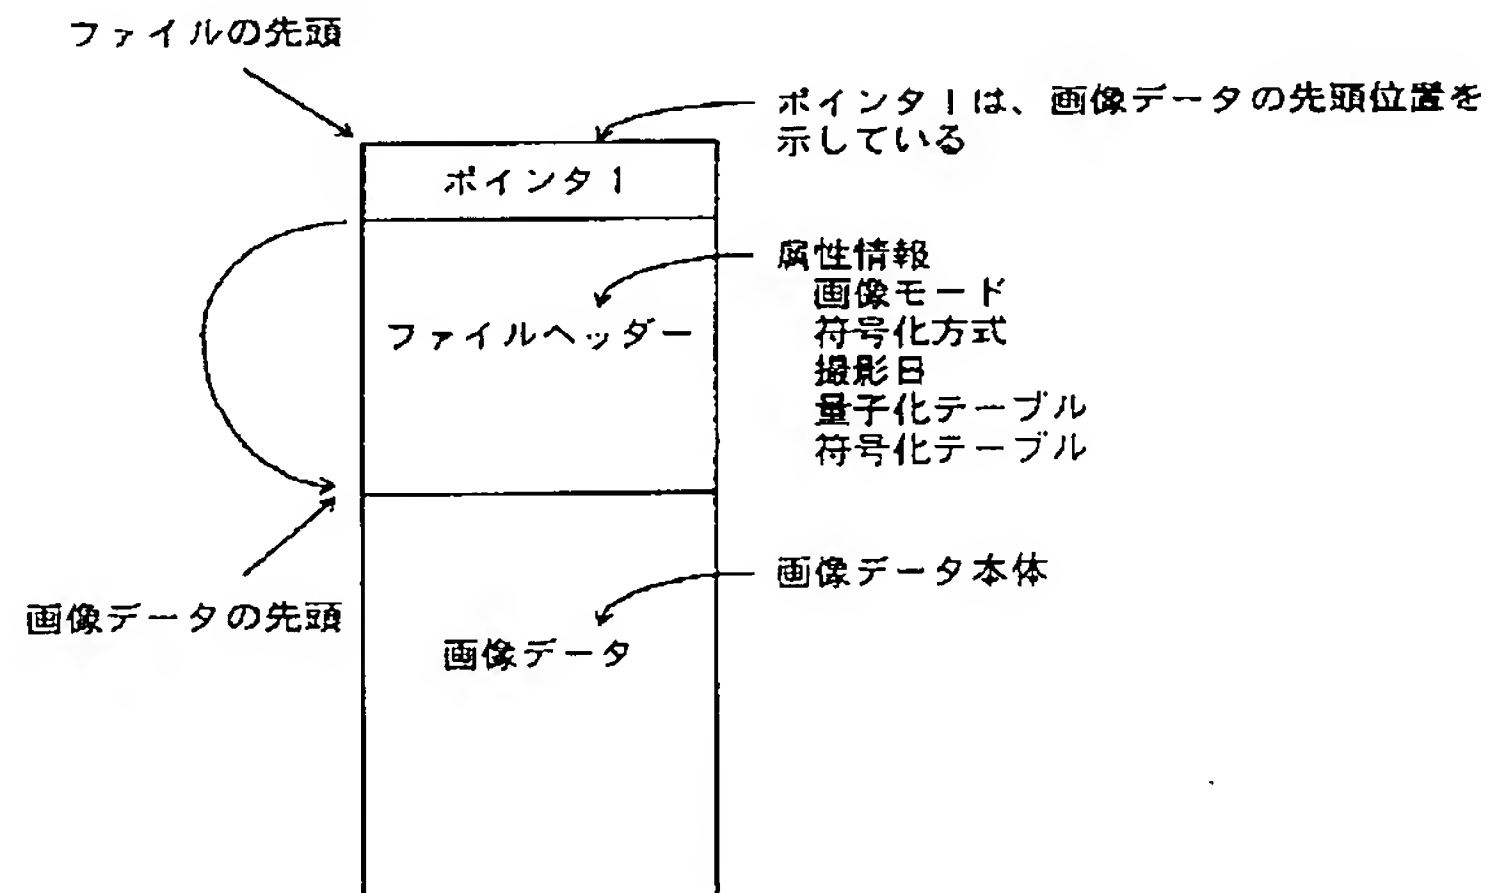 ファイルの先頭
ポインタ1は、画像データの先頭位置を
示している
ポインタ1
属性情報
画像モード
符号化方式
撮影日
量子化テーブル
符号化テーブル
ファイルヘッダー
画像データ本体
画像データの先頭
画像データ